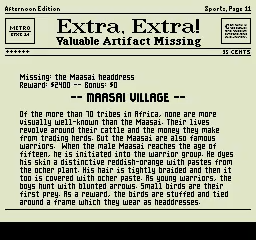 Afternoon Edition Sports, Page 11
Extra, Extra!
METRO
Valuable Artifact Missing
35 CENTS
Missing: the Maasai headdress
Reward: $2400 -- Bonus: $0
-- MAASAI VILLAGE --
Of the more than 70 tribes in Africa, none are more
visually well-known than the Maasai. Their lives
revolve around their cattle and the money they make
from trading herds. But the Maasai are also famous
warriors. When the male Maasai reaches the age of
fifteen, he is initiated into the warrior group. He dyes
his skin a distinctive reddish-orange with pastes from
the okra plant. His hair is tightly braided and then it
too is covered with ocher paste. As young warriors, the
boys hunt with blunted arrows. Small birds are their
first prey. As a reward, the birds are stuffed and tied
around a frame which they wear as headdresses.